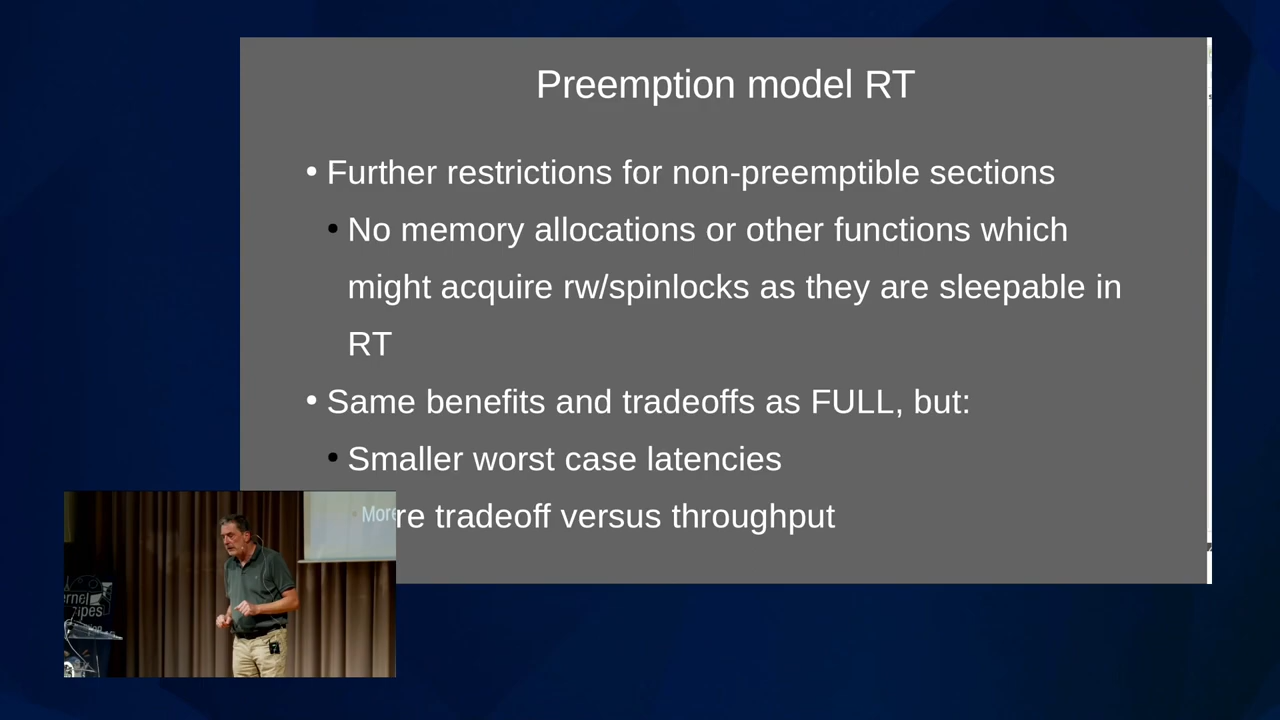 Preemption model RT
• Further restrictions for non-preemptible sections
• No memory allocations or other functions which
might acquire rw/spinlocks as they are sleepable in
RT
• Same benefits and tradeoffs as FULL, but:
• Smaller worst case latencies
re tradeoff versus throughput
More
ernel